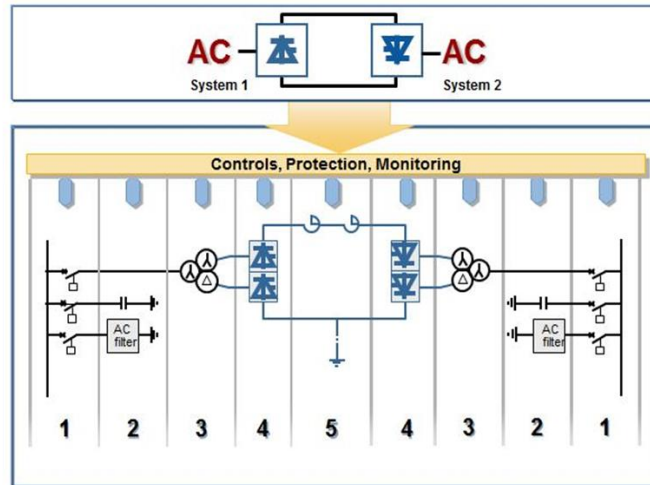 AC
AC
System 1
System 2
Controls, Protection, Monitoring
AC
filter
AC
filter
1 2 3 4 5 4 3 2 1